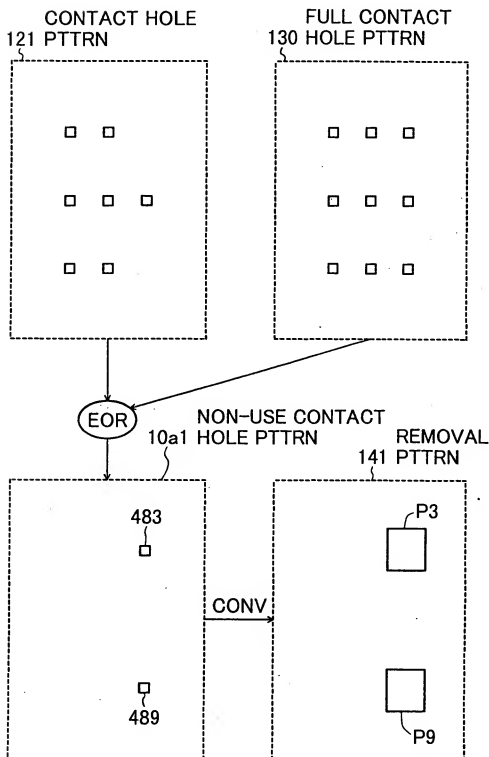 CONTACT HOLE
121 PTTRN
FULL CONTACT
130 HOLE PTTRN
EOR
NON-USE CONTACT
10a1 HOLE PTTRN
REMOVAL
141 PTTRN
483
P3
CONV
489
P9